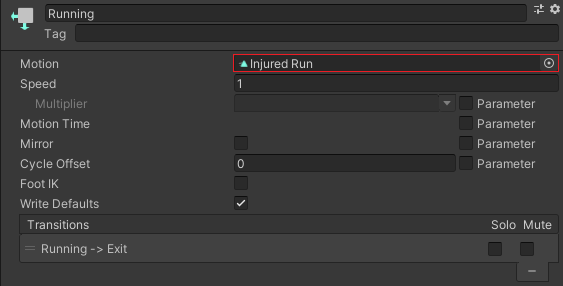 Running
Tag
Motion Injured Run
Speed 1
Multiplier Parameter
Motion Time Parameter
Mirror Parameter
Cycle Offset 0 Parameter
Foot IK
Write Defaults
Transitions Solo Mute
Running -> Exit